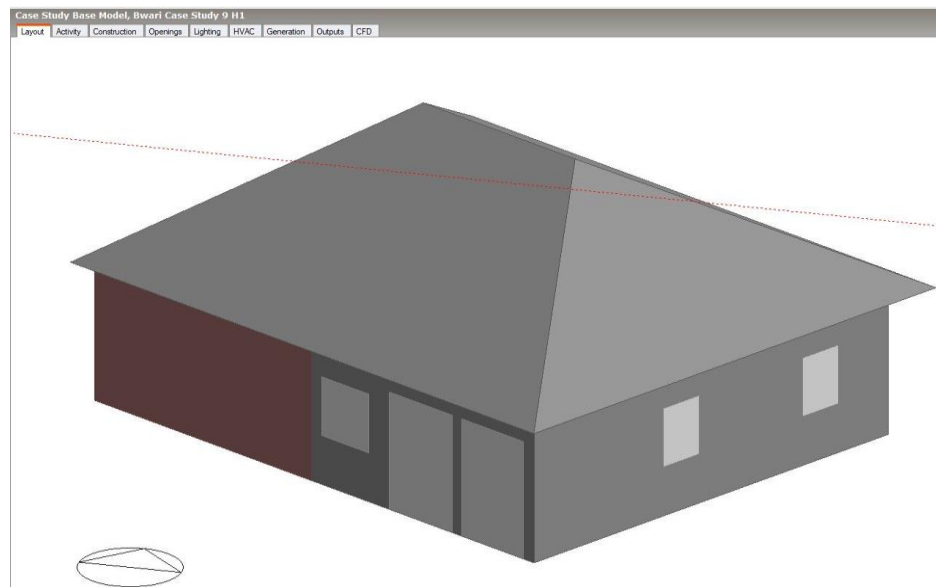 Case Study Base Model, Bwari Case Study 9 H1
Layout Activity Construction Openings Lighting HVAC Generation Outputs CFD